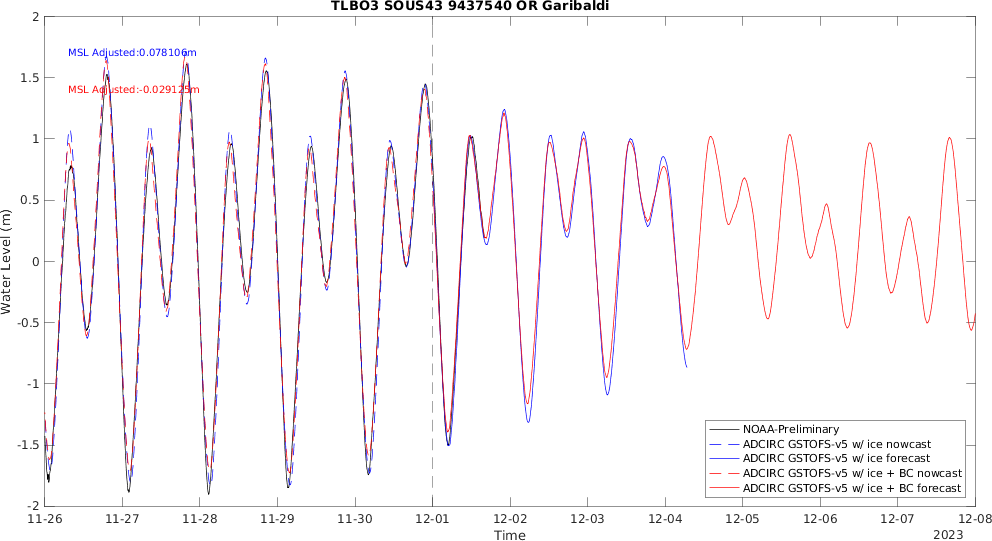 TLBO3 SOUS43 9437540 OR Garibaldi
MSL Adjusted:0.078106m
MSL Adjusted:-0.029125m
Water Level (m)
2
1.5
1
0.5
0
-0.5
-1
-1.5
-2
NOAA-Preliminary
ADCIRC GSTOFS-v5 w/ ice nowcast
ADCIRC GSTOFS-v5 w/ ice forecast
ADCIRC GSTOFS-v5 w/ ice + BC nowcast
ADCIRC GSTOFS-v5 w/ ice + BC forecast
11-26 11-27 11-28 11-29 11-30 12-01 12-02 12-03 12-04 12-05 12-06 12-07 12-08
Time
2023